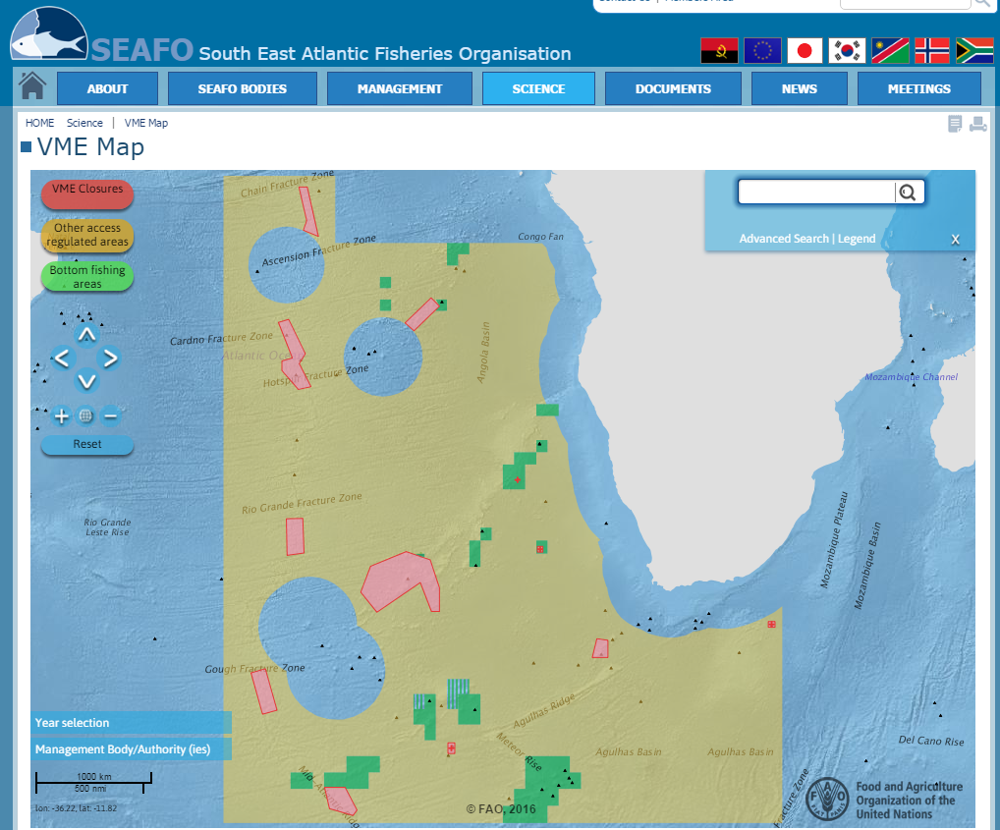 SEAFO South East Atlantic Fisheries Organisation
ABOUT
SEAFO BODIES
MANAGEMENT
SCIENCE
DOCUMENTS
NEWS
MEETINGS
HOME Science | VME Map
VME Map
VME Closures
Other access
regulated areas
Bottom fishing
areas
Reset
Chain Fracture Zone
Ascension Fracture Zone
Congo Fan
Advanced Search | Legend
X
Cardno Fracture Zone
Atlantic Ocean
Hotspur Fracture Zone
Angola Basin
Mozambique Channel
Rio Grande Fracture Zone
Rio Grande
Leste Rise
Mozambique Plateau
Mozambique Basin
Gough Fracture Zone
Agulhas Ridge
Meteor Rise
Agulhas Basin
Agulhas Basin
Del Cano Rise
Fracture Zone
Year selection
Management Body/Authority (ies)
1000 km
500 nmi
lon: -36.22, lat: -11.82
© FAO, 2016
FAO
FIAT PANIS
Food and Agriculture
Organization of the
United Nations